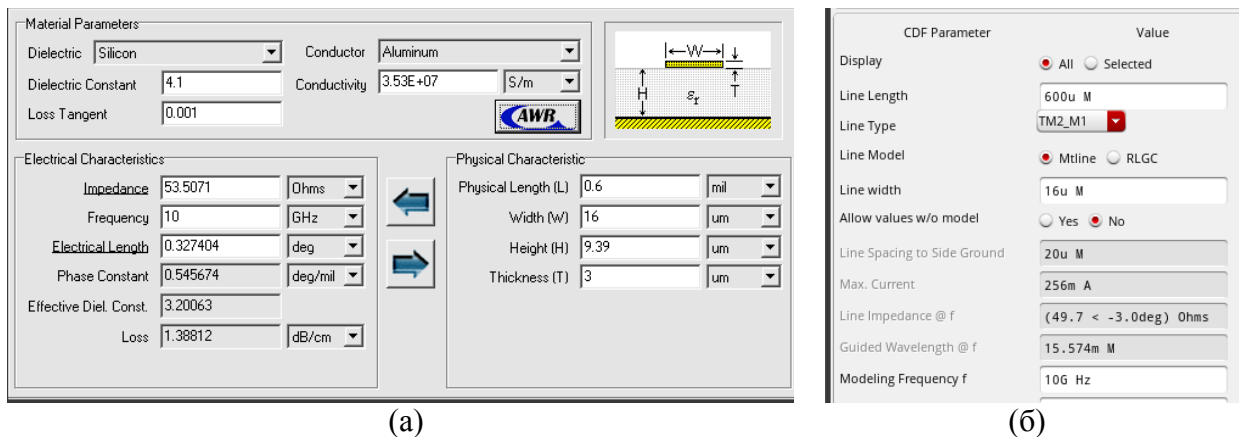 Material Parameters
Dielectric Silicon Conductor Aluminum
Dielectric Constant 4.1 Conductivity 3.53E+07 S/m
Loss Tangent 0.001 AWR
W
H
εr
T
Electrical Characteristics
Impedance 53.5071 Ohms
Frequency 10 GHz
Electrical Length 0.327404 deg
Phase Constant 0.545674 deg/mil
Effective Diel. Const. 3.20063
Loss 1.38812 dB/cm
Physical Characteristic
Physical Length (L) 0.6 mil
Width (W) 16 um
Height (H) 9.39 um
Thickness (T) 3 um
(а)
CDF Parameter Value
Display All Selected
Line Length 600u M
Line Type TM2_M1
Line Model Mtline RLGC
Line width 16u M
Allow values w/o model Yes No
Line Spacing to Side Ground 20u M
Max. Current 256m A
Line Impedance @ f (49.7 < -3.0deg) Ohms
Guided Wavelength @ f 15.574m M
Modeling Frequency f 10G Hz
(б)